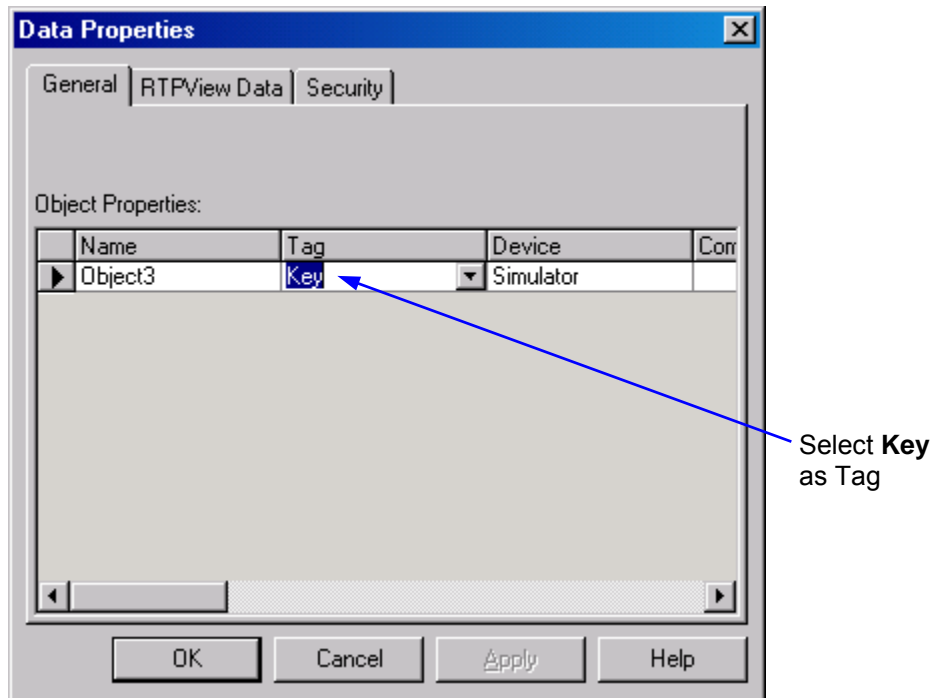 Data Properties
General RTPView Data Security
Object Properties:
Name Tag Device Com
Object3 Key Simulator
Select Key
as Tag
OK Cancel Apply Help